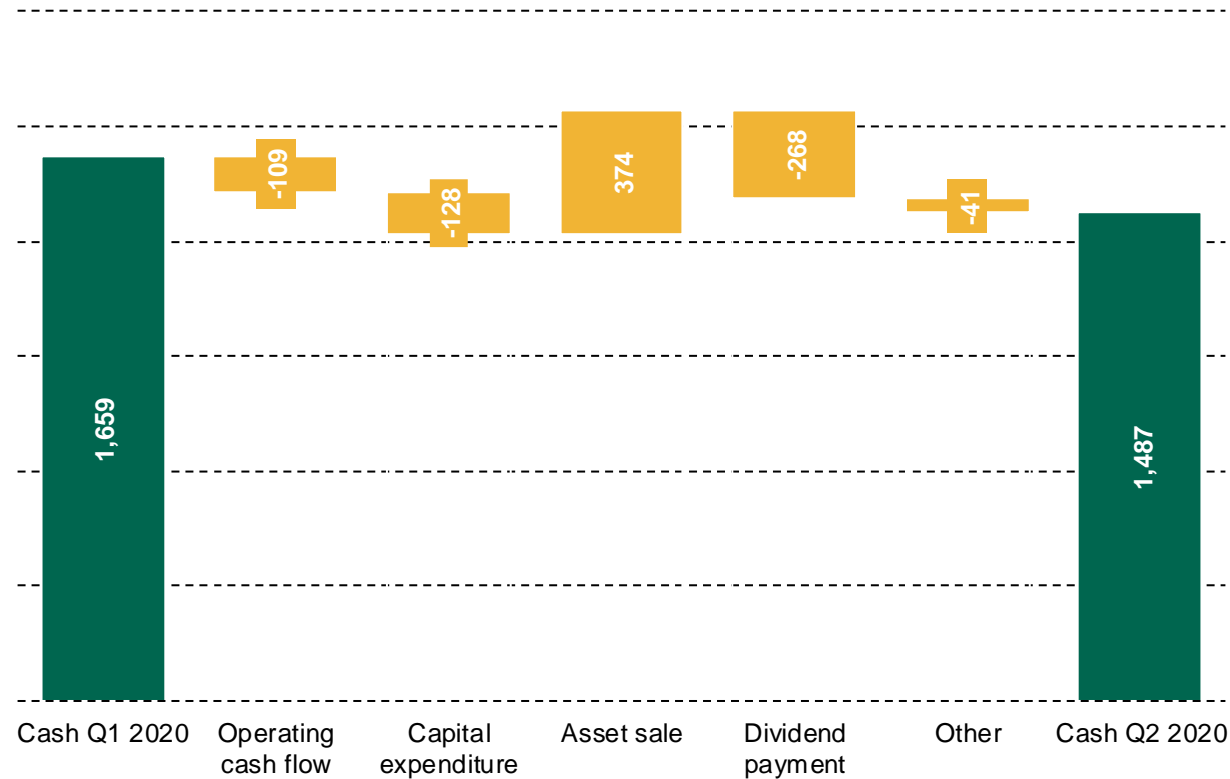 1,659
-109
-128
374
-268
-41
1,487
Cash Q1 2020
Operating
cash flow
Capital
expenditure
Asset sale
Dividend
payment
Other
Cash Q2 2020